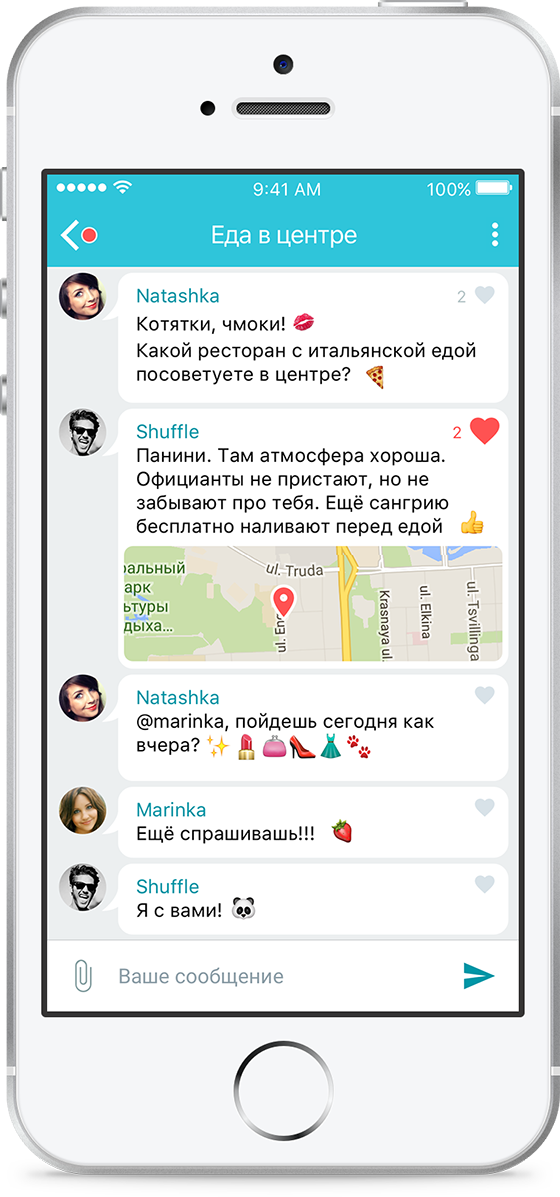 9:41 AM 100%
Еда в центре
Natashka 2
Котятки, чмоки! 💋
Какой ресторан с итальянской едой
посоветуете в центре? 🍕
Shuffle 2
Панини. Там атмосфера хороша.
Официанты не пристают, но не
забывают про тебя. Ещё сангрию
бесплатно наливают перед едой 👍
ральный
арк
ьтуры
дыха...
ul. Truda
ul. Eng
Krasnaya ul.
ul. Elkina
ul. Tsvillinga
Natashka
@marinka, пойдешь сегодня как
вчера? ✨💄👛👠👗🐾
Marinka
Ещё спрашивашь!!! 🍓
Shuffle
Я с вами! 🐼
Ваше сообщение